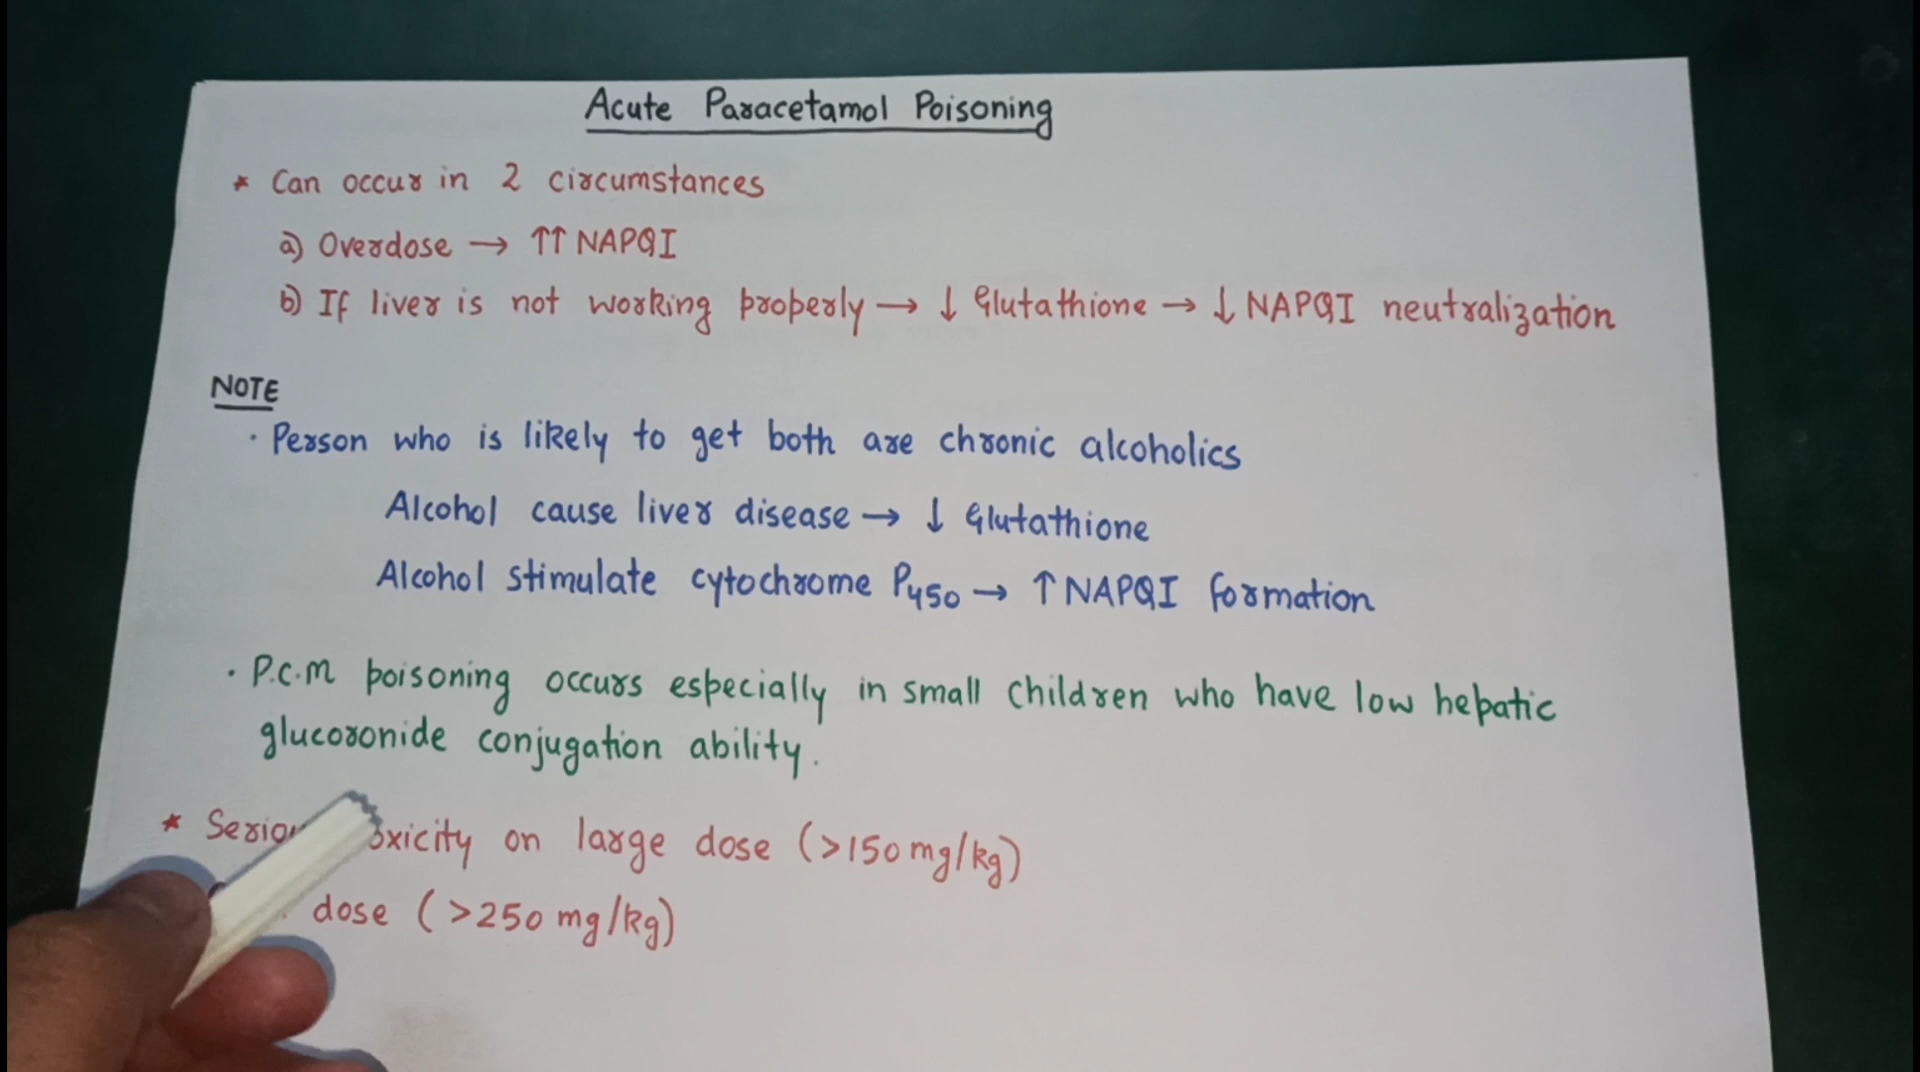 Acute Paracetamol Poisoning
* Can occur in 2 circumstances
a) Overdose → ↑↑ NAPQI
b) If liver is not working properly → ↓ Glutathione → ↓ NAPQI neutralization
NOTE
· Person who is likely to get both are chronic alcoholics
Alcohol cause liver disease → ↓ Glutathione
Alcohol stimulate cytochrome P450 → ↑ NAPQI formation
· P.C.M poisoning occurs especially in small children who have low hepatic
glucoronide conjugation ability.
* on large dose (>150 mg/kg)
dose (>250 mg/kg)